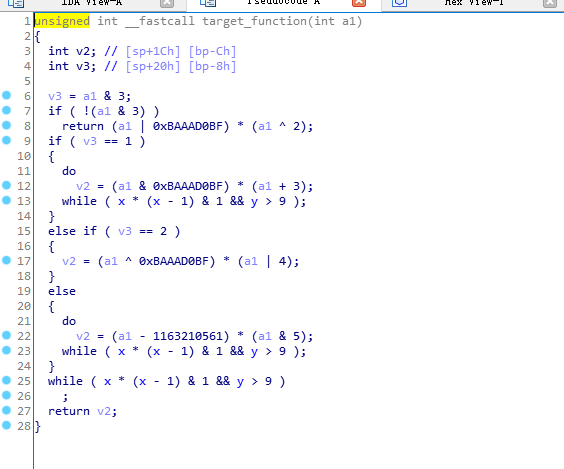 IDA View-A Pseudocode A Hex View-1
1 unsigned int __fastcall target_function(int a1)
2 {
3 int v2; // [sp+1Ch] [bp-Ch]
4 int v3; // [sp+20h] [bp-8h]
5
6 v3 = a1 & 3;
7 if ( !(a1 & 3) )
8 return (a1 | 0xBAAAD0BF) * (a1 ^ 2);
9 if ( v3 == 1 )
10 {
11 do
12 v2 = (a1 & 0xBAAAD0BF) * (a1 + 3);
13 while ( x * (x - 1) & 1 && y > 9 );
14 }
15 else if ( v3 == 2 )
16 {
17 v2 = (a1 ^ 0xBAAAD0BF) * (a1 | 4);
18 }
19 else
20 {
21 do
22 v2 = (a1 - 1163210561) * (a1 & 5);
23 while ( x * (x - 1) & 1 && y > 9 );
24 }
25 while ( x * (x - 1) & 1 && y > 9 )
26 ;
27 return v2;
28 }